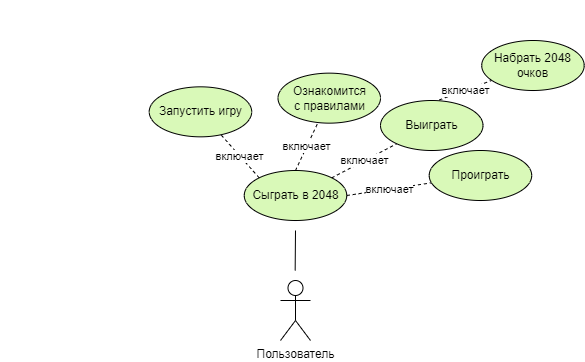 Набрать 2048
очков
включает
Ознакомится
с правилами
Запустить игру
Выиграть
включает
включает
включает
Проиграть
включает
Сыграть в 2048
Пользователь